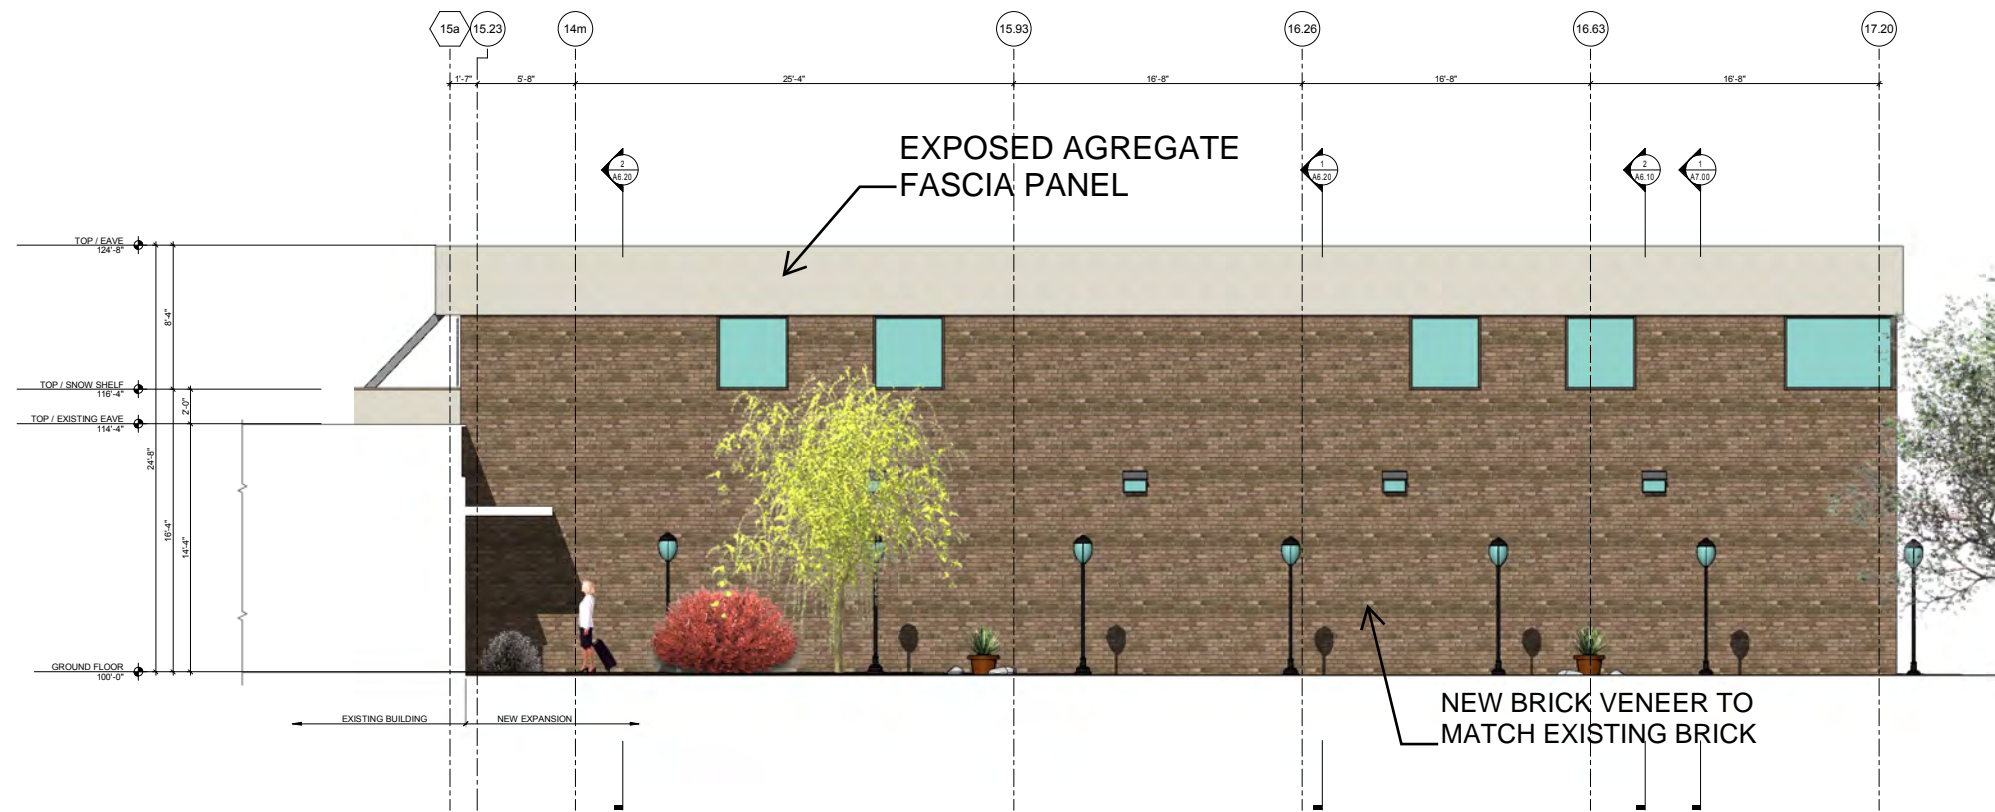 15a 15.23 14m 15.93 16.26 16.63 17.20
1'-7" 5'-8" 25'-4" 16'-8" 16'-8" 16'-8"
EXPOSED AGREGATE
FASCIA PANEL
2
A6.20
1
A6.20
2
A6.10
1
A7.00
TOP / EAVE
124'-8"
8'-4"
TOP / SNOW SHELF
116'-4"
2'-0"
TOP / EXISTING EAVE
114'-4"
24'-8"
16'-4"
14'-4"
GROUND FLOOR
100'-0"
EXISTING BUILDING
NEW EXPANSION
NEW BRICK VENEER TO
MATCH EXISTING BRICK